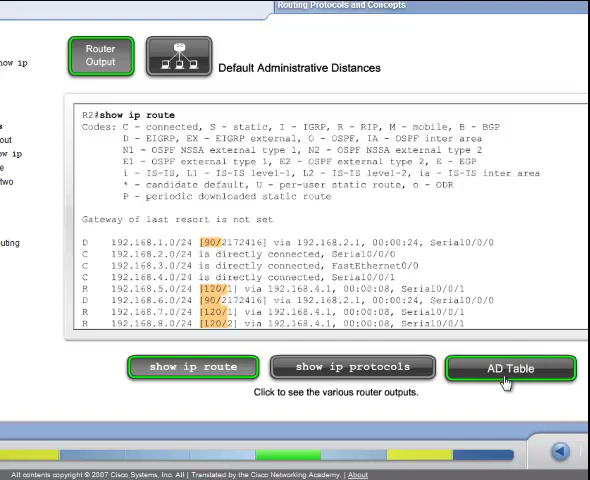 Routing Protocols and Concepts
Router
Output
how ip
Default Administrative Distances
R2#show ip route
Codes: C - connected, S - static, I - IGRP, R - RIP, M - mobile, B - BGP
D - EIGRP, EX - EIGRP external, O - OSPF, IA - OSPF inter area
N1 - OSPF NSSA external type 1, N2 - OSPF NSSA external type 2
E1 - OSPF external type 1, E2 - OSPF external type 2, E - EGP
i - IS-IS, L1 - IS-IS level-1, L2 - IS-IS level-2, ia - IS-IS inter area
* - candidate default, U - per-user static route, o - ODR
P - periodic downloaded static route
s
out
ow ip
e
two
uting
Gateway of last resort is not set
D 192.168.1.0/24 [90/2172416] via 192.168.2.1, 00:00:24, Serial0/0/0
C 192.168.2.0/24 is directly connected, Serial0/0/0
C 192.168.3.0/24 is directly connected, FastEthernet0/0
C 192.168.4.0/24 is directly connected, Serial0/0/1
R 192.168.5.0/24 [120/1] via 192.168.4.1, 00:00:08, Serial0/0/1
D 192.168.6.0/24 [90/2172416] via 192.168.2.1, 00:00:24, Serial0/0/0
R 192.168.7.0/24 [120/1] via 192.168.4.1, 00:00:08, Serial0/0/1
R 192.168.8.0/24 [120/2] via 192.168.4.1, 00:00:08, Serial0/0/1
show ip route
show ip protocols
AD Table
Click to see the various router outputs.
All contents copyright © 2007 Cisco Systems, Inc. All | Translated by the Cisco Networking Academy. | About